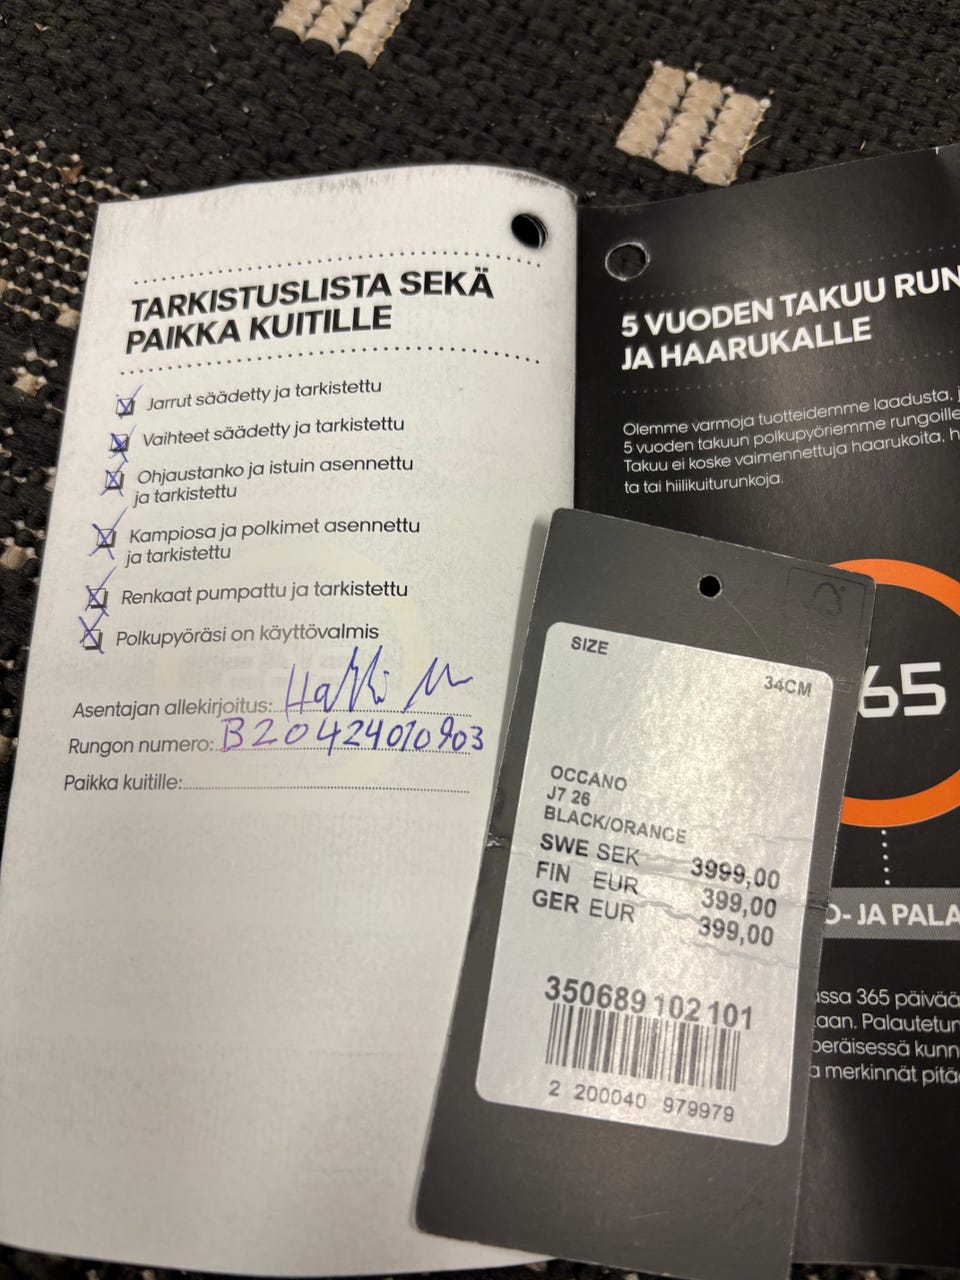 TARKISTUSLISTA SEKÄ
PAIKKA KUITILLE
Jarrut säädetty ja tarkistettu
Vaihteet säädetty ja tarkistettu
Ohjaustanko ja istuin asennettu
ja tarkistettu
Kampiosa ja polkimet asennettu
ja tarkistettu
Renkaat pumpattu ja tarkistettu
Polkupyöräsi on käyttövalmis
Asentajan allekirjoitus:
Rungon numero: B20424010903
Paikka kuitille:
5 VUODEN TAKUU RUN
JA HAARUKALLE
Olemme varmoja tuotteidemme laadusta, j
5 vuoden takuun polkupyöriemme rungoille
Takuu ei koske vaimennettuja haarukoita, h
ta tai hiilikuiturunkoja.
65
O- JA PALA
assa 365 päivää
kaan. Palautetun
peräisessä kunn
a merkinnät pitä
SIZE
34CM
OCCANO
J7 26
BLACK/ORANGE
SWE SEK 3999,00
FIN EUR 399,00
GER EUR 399,00
350689 102 101
2 200040 979979